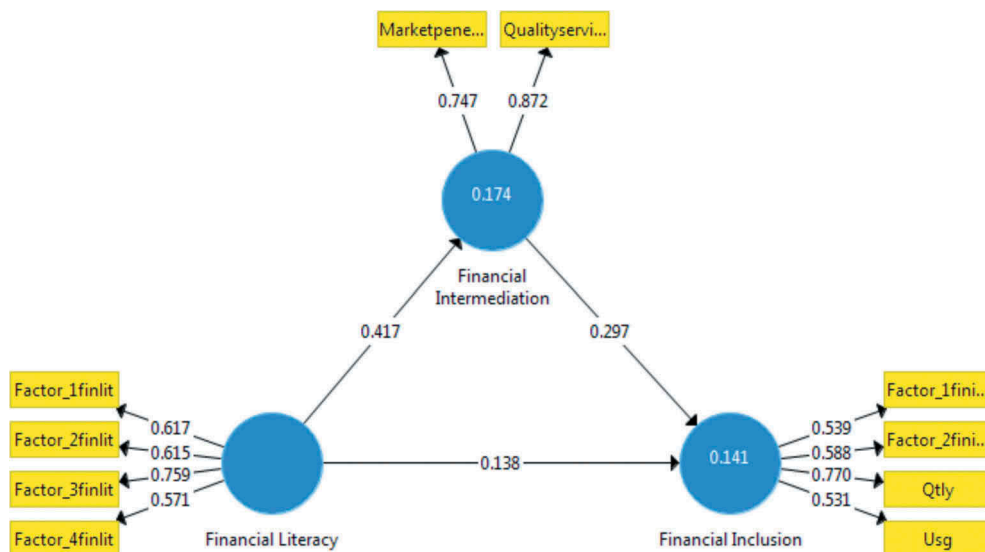 Marketpene...
Qualityservi...
0.747
0.872
0.174
Financial
Intermediation
0.417
0.297
Factor_1finlit
Factor_2finlit
Factor_3finlit
Factor_4finlit
0.617
0.615
0.759
0.571
Financial Literacy
0.138
0.141
Financial Inclusion
0.539
0.588
0.770
0.531
Factor_1fini...
Factor_2fini...
Qtly
Usg